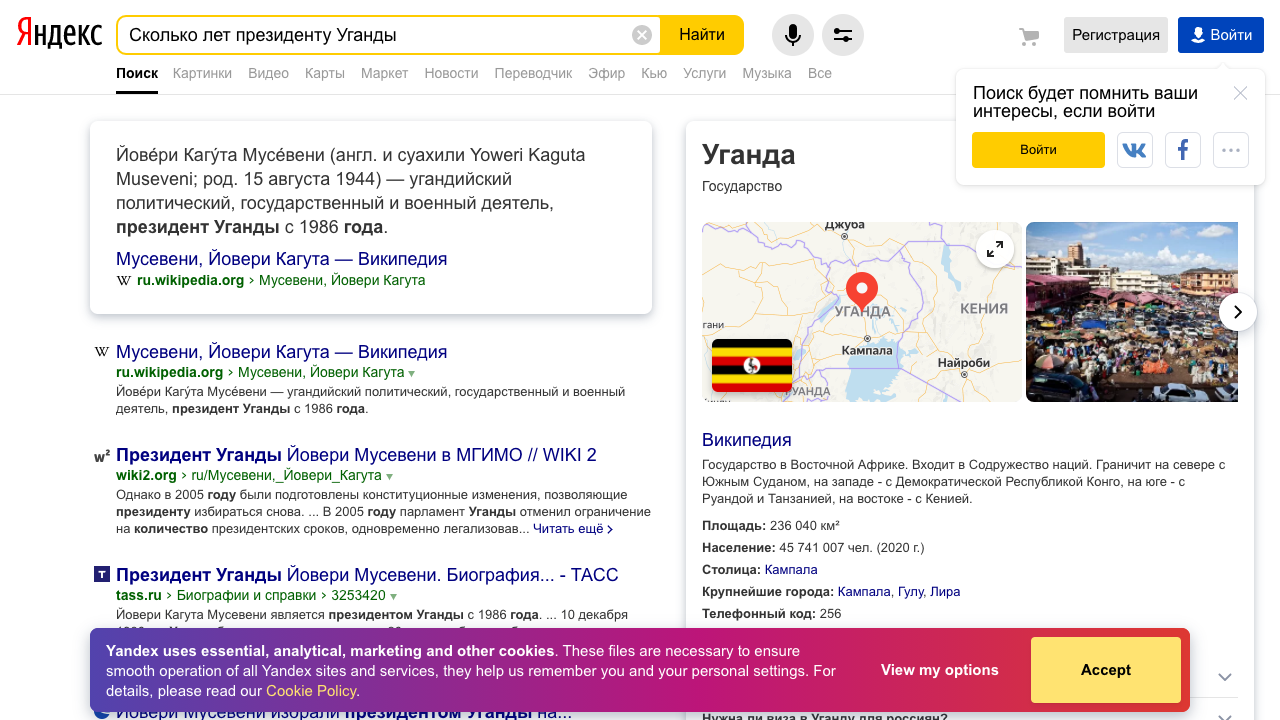 Яндекс
Сколько лет президенту Уганды
Найти
Регистрация
Войти
Поиск Картинки Видео Карты Маркет Новости Переводчик Эфир Кью Услуги Музыка Все
Поиск будет помнить ваши
интересы, если войти
Войти
Йове́ри Кагу́та Мусе́вени (англ. и суахили Yoweri Kaguta
Museveni; род. 15 августа 1944) — угандийский
политический, государственный и военный деятель,
президент Уганды с 1986 года.
Мусевени, Йовери Кагута — Википедия
W ru.wikipedia.org › Мусевени, Йовери Кагута
W Мусевени, Йовери Кагута — Википедия
ru.wikipedia.org › Мусевени, Йовери Кагута
Йове́ри Кагу́та Мусе́вени — угандийский политический, государственный и военный
деятель, президент Уганды с 1986 года.
w² Президент Уганды Йовери Мусевени в МГИМО // WIKI 2
wiki2.org › ru/Мусевени,_Йовери_Кагута
Однако в 2005 году были подготовлены конституционные изменения, позволяющие
президенту избираться снова. ... В 2005 году парламент Уганды отменил ограничение
на количество президентских сроков, одновременно легализовав... Читать ещё ›
Т Президент Уганды Йовери Мусевени. Биография... - ТАСС
tass.ru › Биографии и справки › 3253420
Йовери Кагута Мусевени является президентом Уганды с 1986 года. ... 10 декабря
Йовери Мусевени избрали президентом Уганды на...
Уганда
Государство
Джуба
УГАНДА
КЕНИЯ
гани
Кампала
Найроби
РУАНДА
Википедия
Государство в Восточной Африке. Входит в Содружество наций. Граничит на севере с
Южным Суданом, на западе - с Демократической Республикой Конго, на юге - с
Руандой и Танзанией, на востоке - с Кенией.
Площадь: 236 040 км²
Население: 45 741 007 чел. (2020 г.)
Столица: Кампала
Крупнейшие города: Кампала, Гулу, Лира
Телефонный код: 256
Нужна ли виза в Уганду для россиян?
Yandex uses essential, analytical, marketing and other cookies. These files are necessary to ensure
smooth operation of all Yandex sites and services, they help us remember you and your personal settings. For
details, please read our Cookie Policy.
View my options
Accept